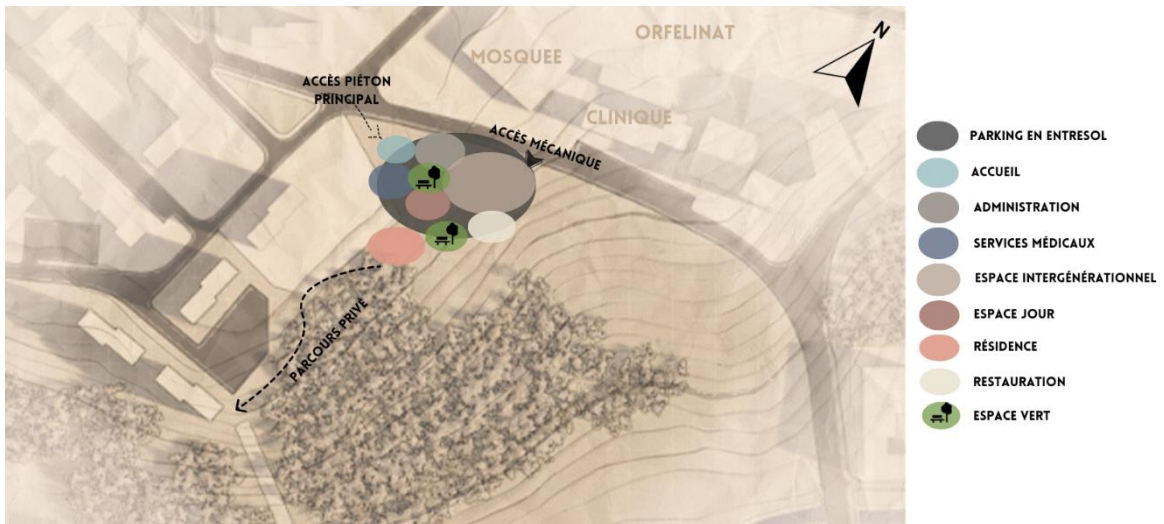 ORFELINAT
MOSQUEE
CLINIQUE
N
ACCÈS PIÉTON
PRINCIPAL
ACCÈS MÉCANIQUE
PARCOURS PRIVÉ
PARKING EN ENTRESOL
ACCUEIL
ADMINISTRATION
SERVICES MÉDICAUX
ESPACE INTERGÉNÉRATIONNEL
ESPACE JOUR
RÉSIDENCE
RESTAURATION
ESPACE VERT